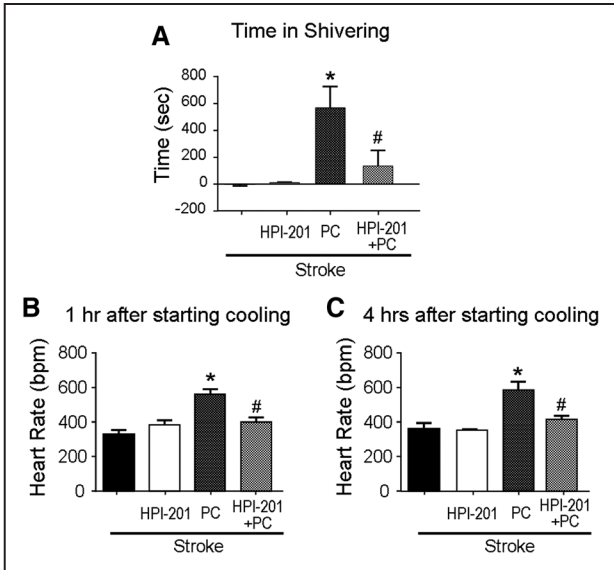 A Time in Shivering
Time (sec)
800
600
400
200
0
-200
*
#
HPI-201 PC HPI-201
+PC
Stroke
B 1 hr after starting cooling
Heart Rate (bpm)
800
600
400
200
0
*
#
HPI-201 PC HPI-201
+PC
Stroke
C 4 hrs after starting cooling
Heart Rate (bpm)
800
600
400
200
0
*
#
HPI-201 PC HPI-201
+PC
Stroke